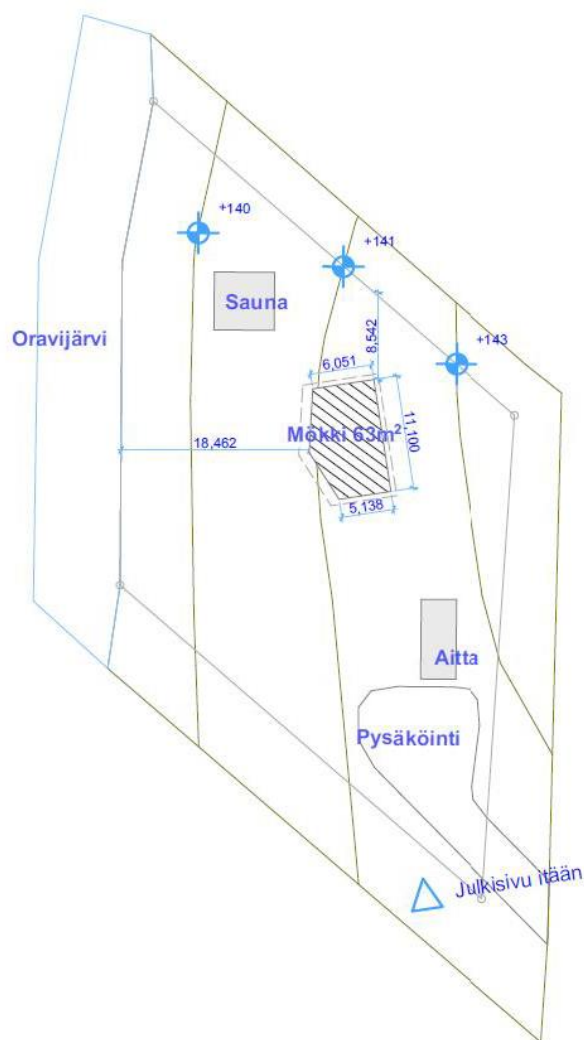 +140
+141
Sauna
Oravijärvi
8,542
+143
6,051
11,100
Mökki 63m²
18,462
5,138
Aitta
Pysäköinti
Julkisivu itään